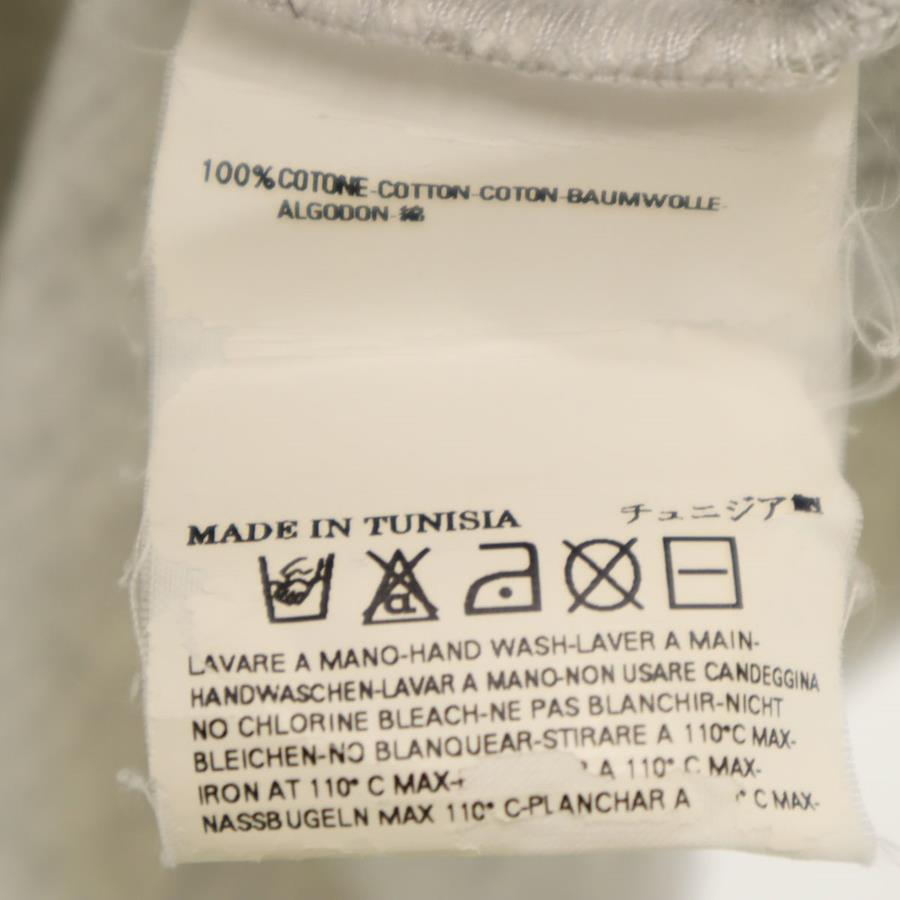 100% COTONE-COTTON-COTON-BAUMWOLLE-
ALGODON-綿
MADE IN TUNISIA チュニジア製
LAVARE A MANO-HAND WASH-LAVER A MAIN-
HANDWASCHEN-LAVAR A MANO-NON USARE CANDEGGINA
NO CHLORINE BLEACH-NE PAS BLANCHIR-NICHT
BLEICHEN-NO BLANQUEAR-STIRARE A 110°C MAX-
IRON AT 110° C MAX- A 110° C MAX-
NASSBUGELN MAX 110° C-PLANCHAR A ° C MAX-